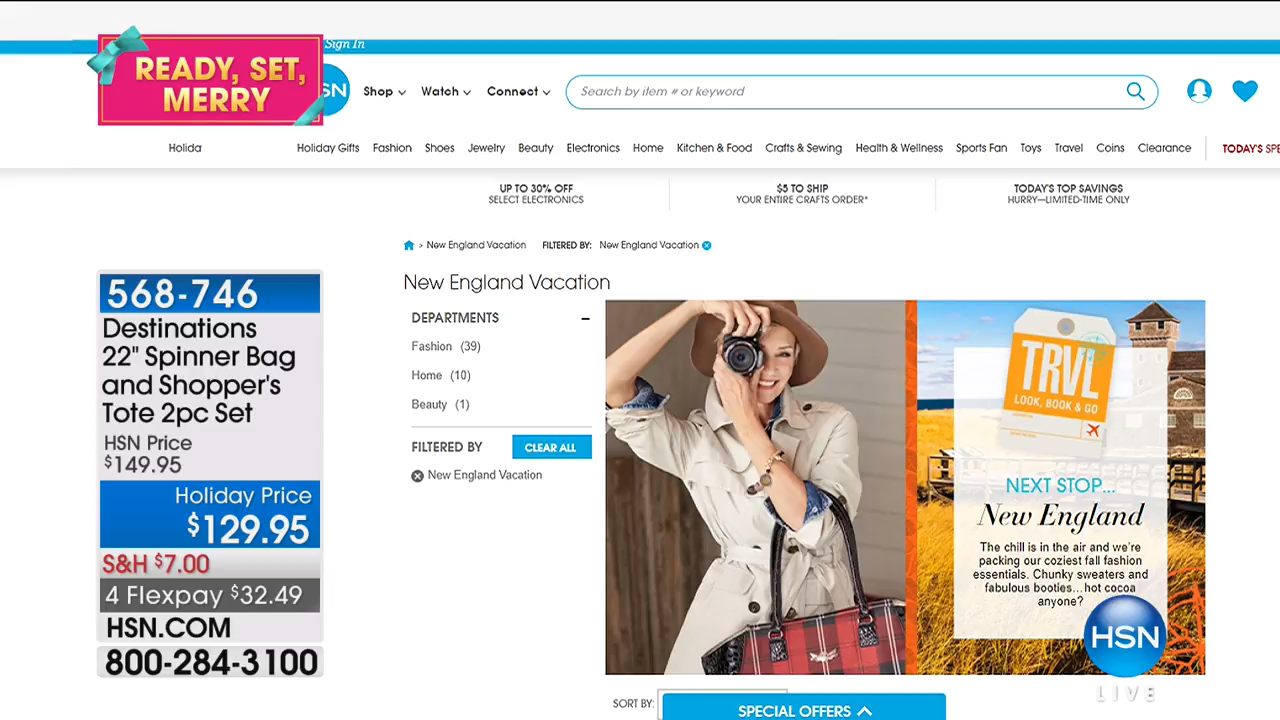 Sign In
READY, SET,
MERRY
SN
Shop
Watch
Connect
Search by item # or keyword
Holida
Holiday Gifts
Fashion
Shoes
Jewelry
Beauty
Electronics
Home
Kitchen & Food
Crafts & Sewing
Health & Wellness
Sports Fan
Toys
Travel
Coins
Clearance
TODAY'S SPE
UP TO 30% OFF
SELECT ELECTRONICS
$5 TO SHIP
YOUR ENTIRE CRAFTS ORDER*
TODAY'S TOP SAVINGS
HURRY—LIMITED-TIME ONLY
> New England Vacation
FILTERED BY: New England Vacation
568-746
Destinations
22" Spinner Bag
and Shopper's
Tote 2pc Set
HSN Price
$149.95
Holiday Price
$129.95
S&H $7.00
4 Flexpay $32.49
HSN.COM
800-284-3100
New England Vacation
DEPARTMENTS
Fashion (39)
Home (10)
Beauty (1)
FILTERED BY
CLEAR ALL
New England Vacation
TRVL
LOOK, BOOK & GO
NEXT STOP...
New England
The chill is in the air and we're
packing our coziest fall fashion
essentials. Chunky sweaters and
fabulous booties...hot cocoa
anyone?
HSN
LIVE
SORT BY:
SPECIAL OFFERS